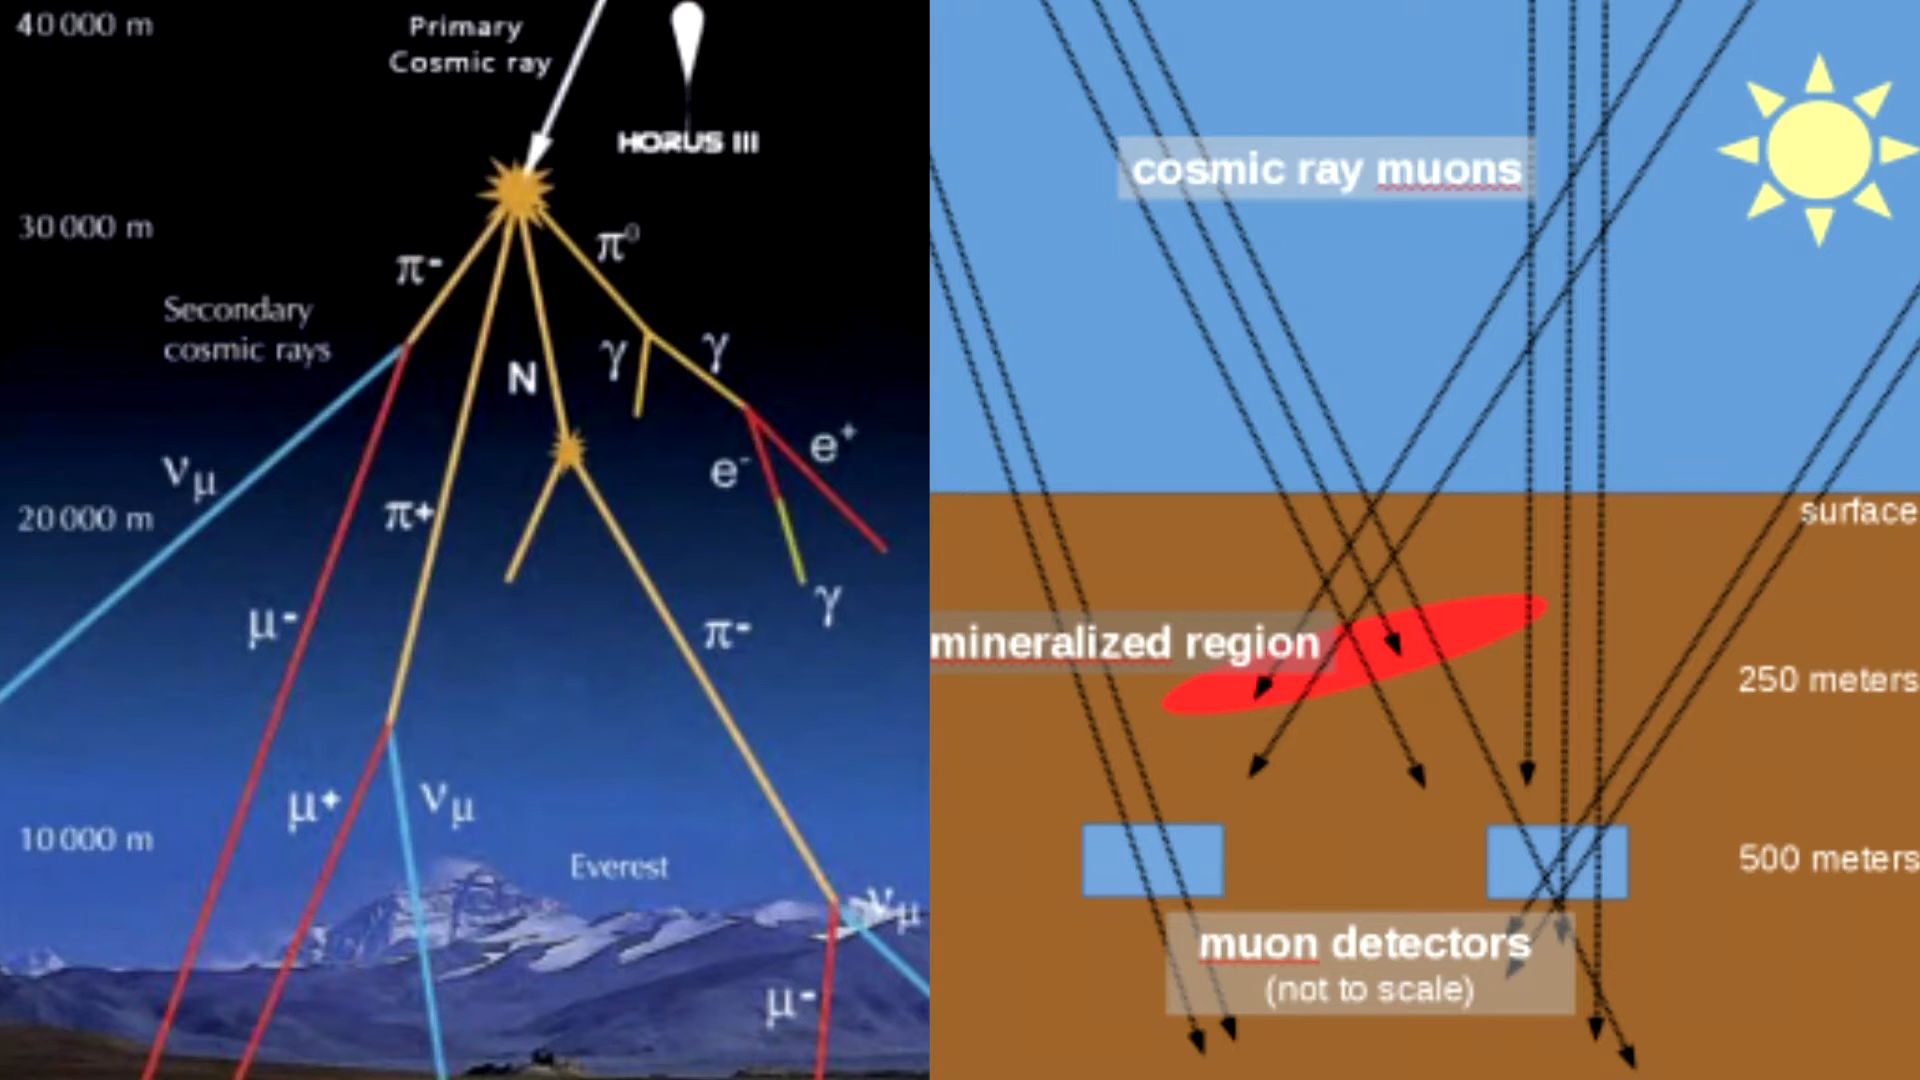 40 000 m
Primary
Cosmic ray
HORUS III
30 000 m
π-
π⁰
Secondary
cosmic rays
N
γ
γ
νμ
e-
e+
20 000 m
π+
γ
μ-
π-
μ+
νμ
10 000 m
Everest
νμ
μ-
cosmic ray muons
surface
mineralized region
250 meters
500 meters
muon detectors
(not to scale)